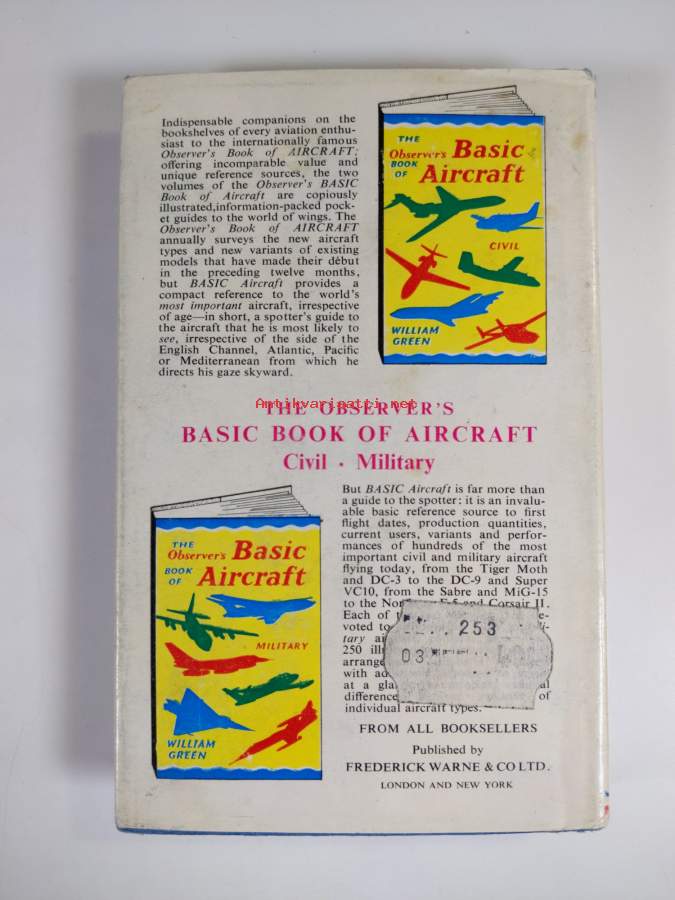 Indispensable companions on the
bookshelves of every aviation enthu-
siast to the internationally famous
Observer's Book of AIRCRAFT;
offering incomparable value and
unique reference sources, the two
volumes of the Observer's BASIC
Book of Aircraft are copiously
illustrated,information-packed pock-
et guides to the world of wings. The
Observer's Book of AIRCRAFT
annually surveys the new aircraft
types and new variants of existing
models that have made their début
in the preceding twelve months,
but BASIC Aircraft provides a
compact reference to the world's
most important aircraft, irrespective
of age—in short, a spotter's guide to
the aircraft that he is most likely to
see, irrespective of the side of the
English Channel, Atlantic, Pacific
or Mediterranean from which he
directs his gaze skyward.
THE
Observer's Basic
BOOK
OF Aircraft
CIVIL
WILLIAM
GREEN
Antikvariaatti.net
THE OBSERVER'S
BASIC BOOK OF AIRCRAFT
Civil · Military
THE
Observer's Basic
BOOK
OF Aircraft
MILITARY
WILLIAM
GREEN
But BASIC Aircraft is far more than
a guide to the spotter: it is an invalu-
able basic reference source to first
flight dates, production quantities,
current users, variants and perfor-
mances of hundreds of the most
important civil and military aircraft
flying today, from the Tiger Moth
and DC-3 to the DC-9 and Super
VC10, from the Sabre and MiG-15
to the F-5 and Corsair II.
Each of
voted to
tary
250
with
at a
difference of
individual aircraft types.
253
03
FROM ALL BOOKSELLERS
Published by
FREDERICK WARNE & CO LTD.
LONDON AND NEW YORK